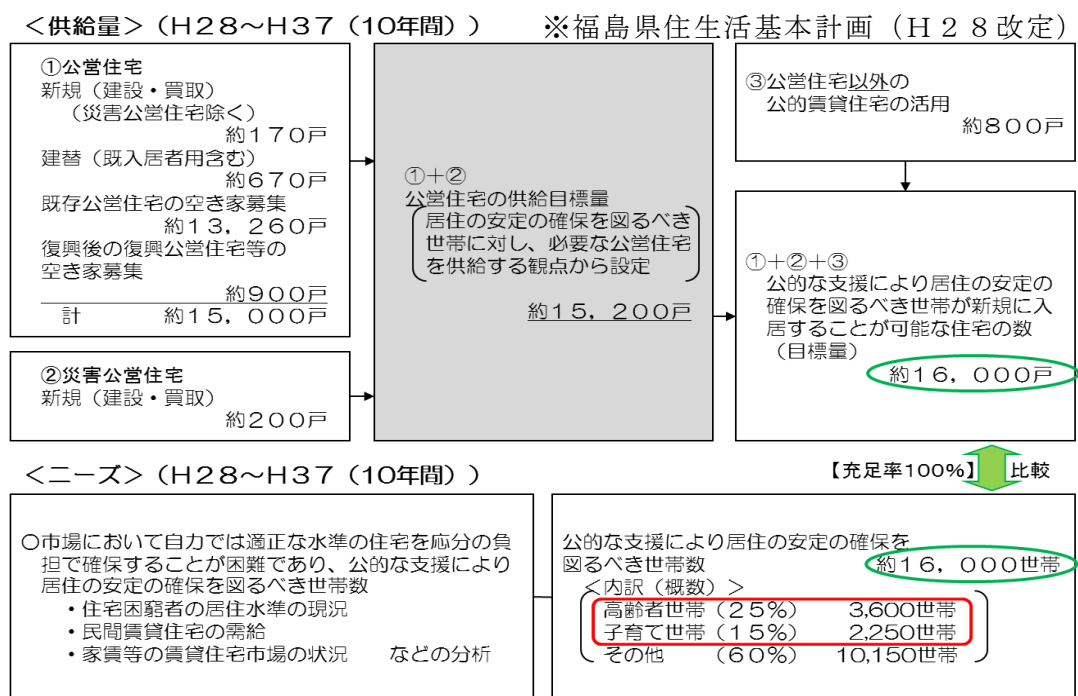 ＜供給量＞（Ｈ２８～Ｈ３７（１０年間））
※福島県住生活基本計画（Ｈ２８改定）
①公営住宅
新規（建設・買取）
（災害公営住宅除く）
約１７０戸
建替（既入居者用含む）
約６７０戸
既存公営住宅の空き家募集
約１３，２６０戸
復興後の復興公営住宅等の
空き家募集
約９００戸
計　約１５，０００戸
②災害公営住宅
新規（建設・買取）
約２００戸
①＋②
公営住宅の供給目標量
居住の安定の確保を図るべき
世帯に対し、必要な公営住宅
を供給する観点から設定
約１５，２００戸
③公営住宅以外の
公的賃貸住宅の活用
約８００戸
①＋②＋③
公的な支援により居住の安定の
確保を図るべき世帯が新規に入
居することが可能な住宅の数
（目標量）
約１６，０００戸
【充足率100%】 比較
＜ニーズ＞（Ｈ２８～Ｈ３７（１０年間））
〇市場において自力では適正な水準の住宅を応分の負
担で確保することが困難であり、公的な支援により
居住の安定の確保を図るべき世帯数
・住宅困窮者の居住水準の現況
・民間賃貸住宅の需給
・家賃等の賃貸住宅市場の状況　などの分析
公的な支援により居住の安定の確保を
図るべき世帯数　約１６，０００世帯
＜内訳（概数）＞
高齢者世帯（２５％）　3,600世帯
子育て世帯（１５％）　2,250世帯
その他　（６０％）　10,150世帯